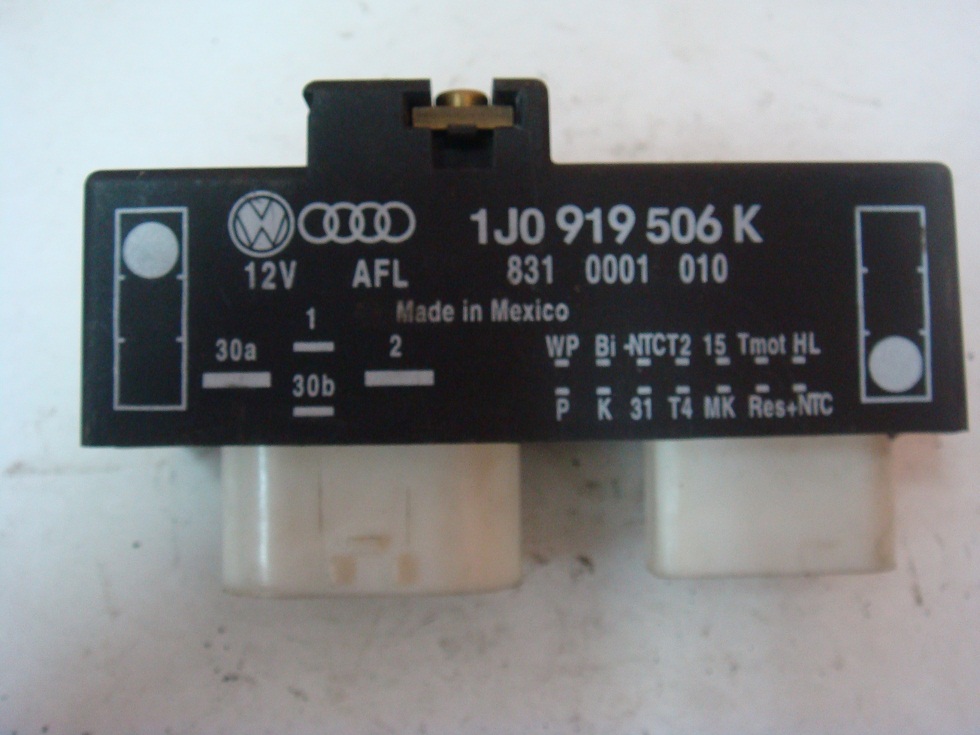 1J0 919 506 K
12V AFL 831 0001 010
Made in Mexico
30a 1 2
30b
WP Bi -NTC T2 15 Tmot HL
P K 31 T4 MK Res +NTC